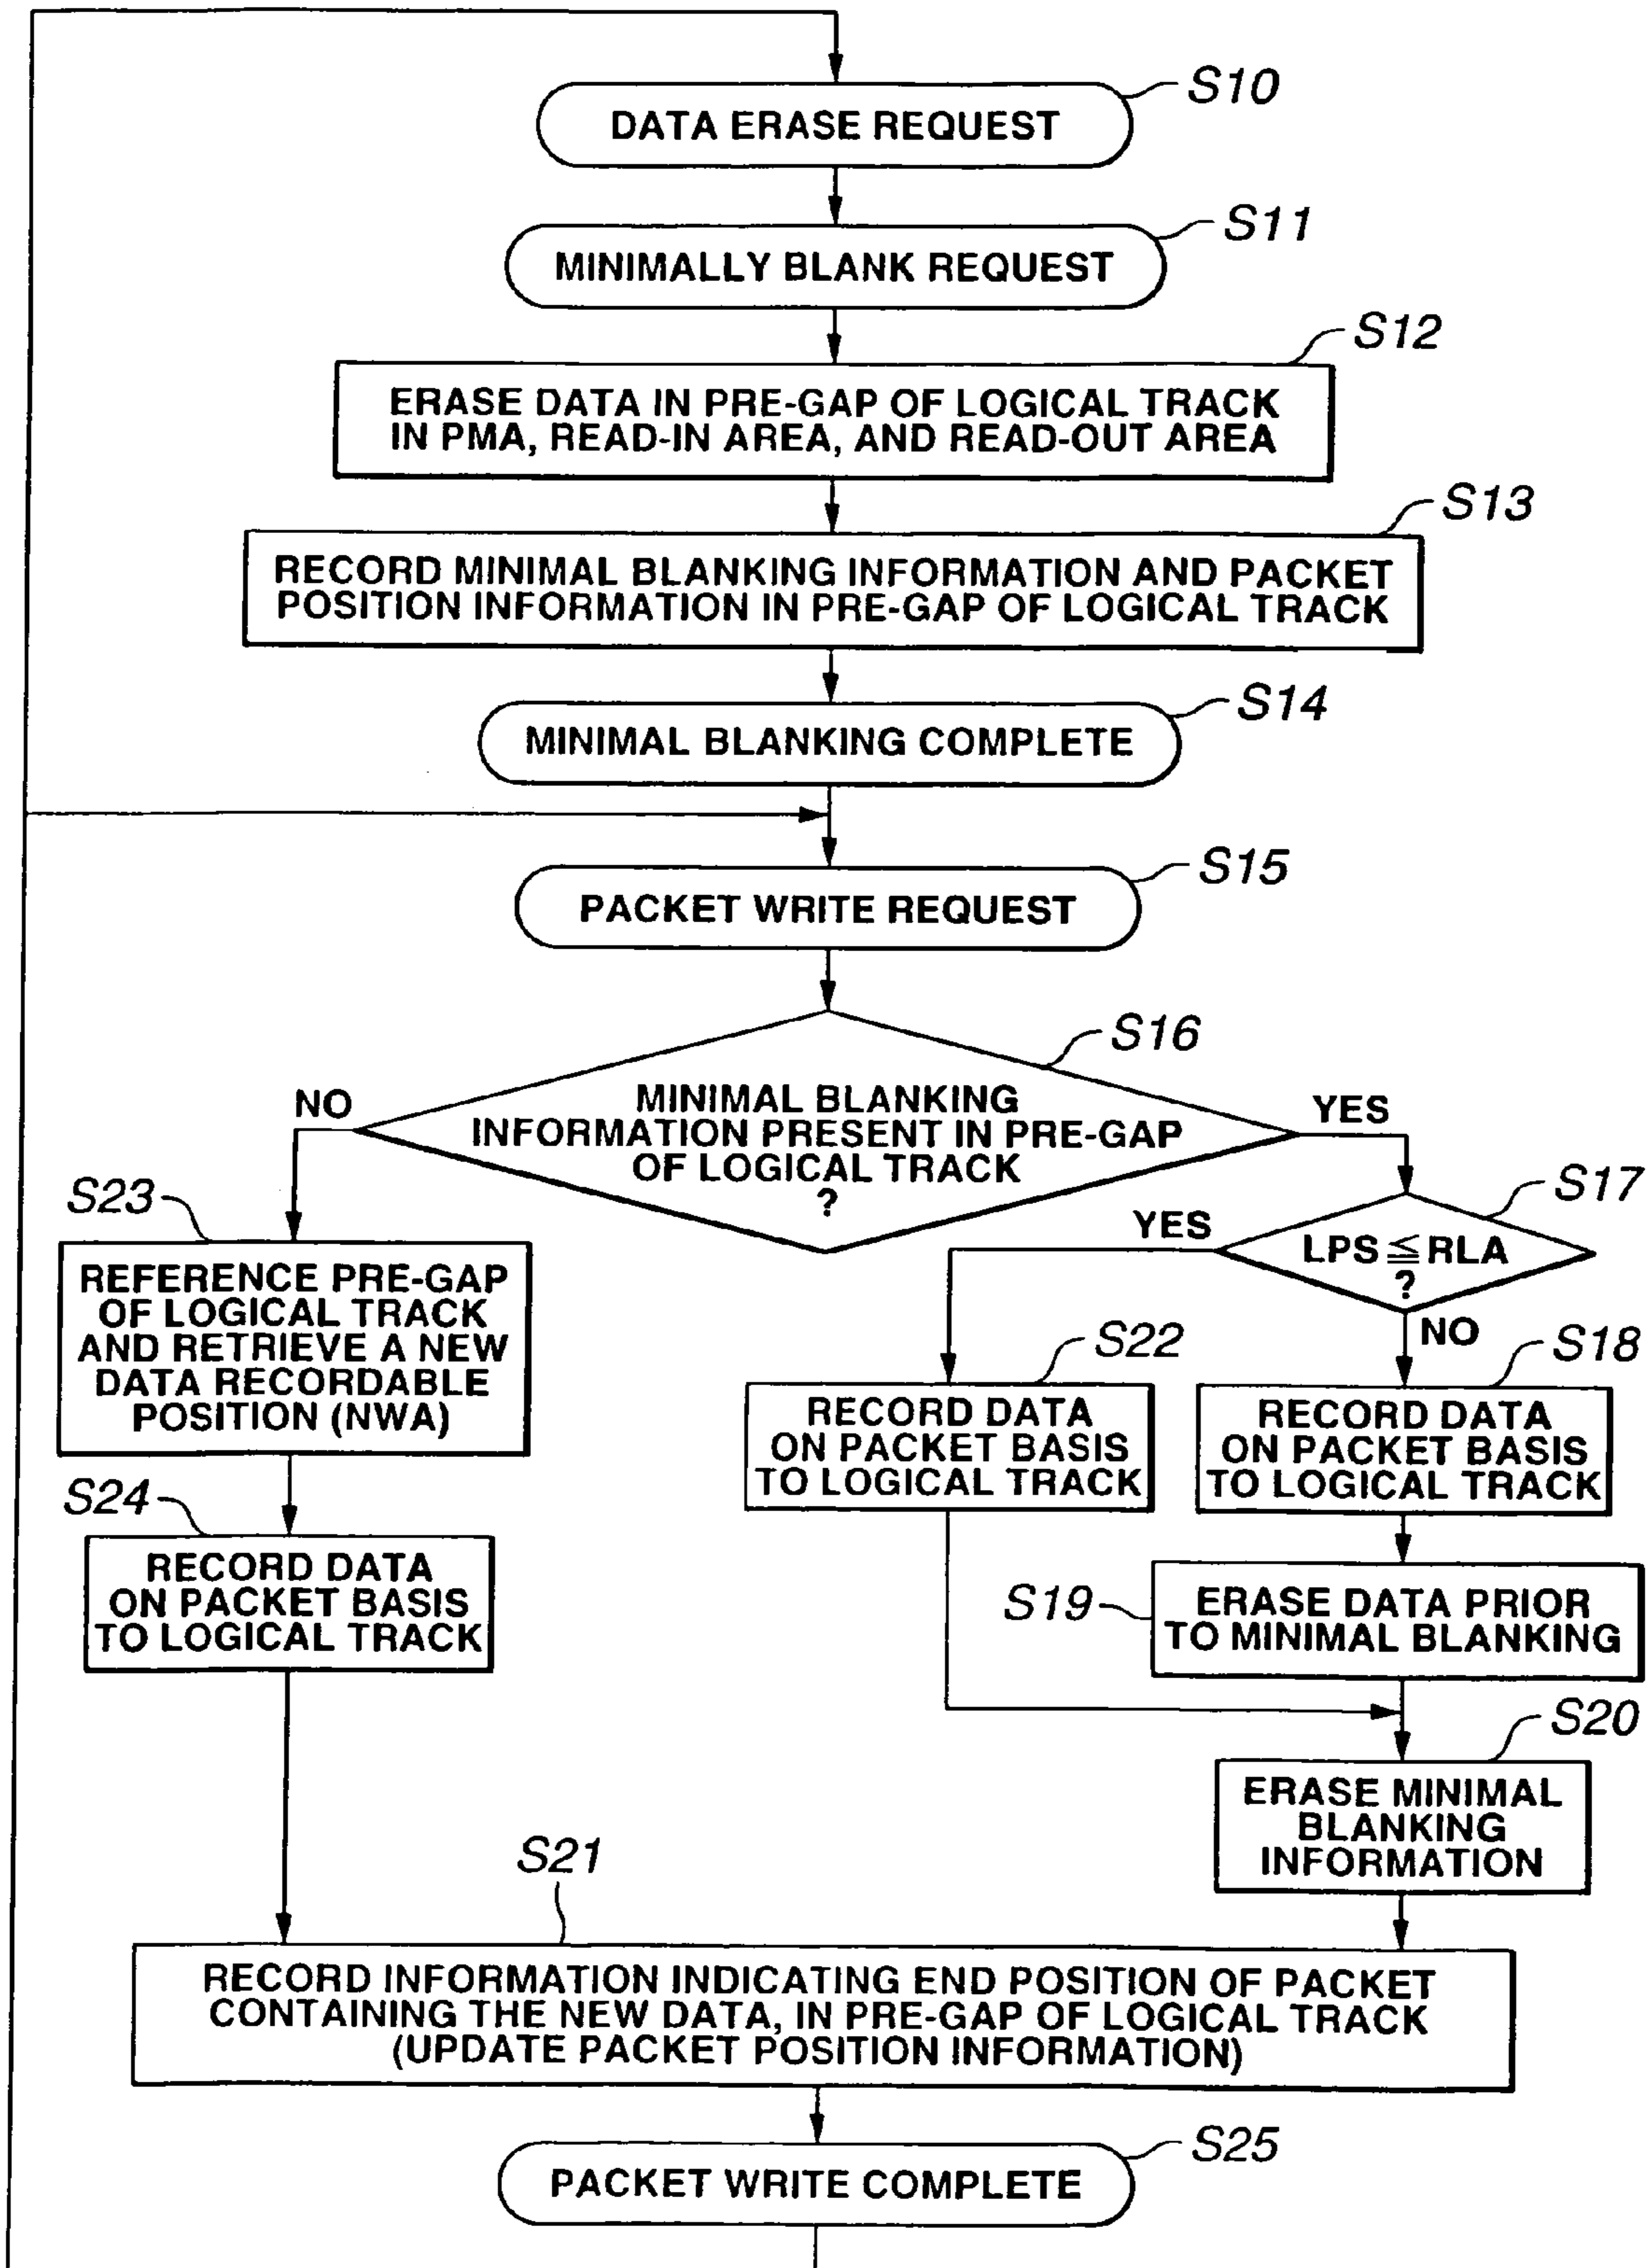 S10
DATA ERASE REQUEST
S11
MINIMALLY BLANK REQUEST
S12
ERASE DATA IN PRE-GAP OF LOGICAL TRACK
IN PMA, READ-IN AREA, AND READ-OUT AREA
S13
RECORD MINIMAL BLANKING INFORMATION AND PACKET
POSITION INFORMATION IN PRE-GAP OF LOGICAL TRACK
S14
MINIMAL BLANKING COMPLETE
S15
PACKET WRITE REQUEST
S16
MINIMAL BLANKING
INFORMATION PRESENT IN PRE-GAP
OF LOGICAL TRACK
?
NO
YES
S17
LPS ≦ RLA
?
YES
NO
S23
REFERENCE PRE-GAP
OF LOGICAL TRACK
AND RETRIEVE A NEW
DATA RECORDABLE
POSITION (NWA)
S22
RECORD DATA
ON PACKET BASIS
TO LOGICAL TRACK
S18
RECORD DATA
ON PACKET BASIS
TO LOGICAL TRACK
S24
RECORD DATA
ON PACKET BASIS
TO LOGICAL TRACK
S19
ERASE DATA PRIOR
TO MINIMAL BLANKING
S20
ERASE MINIMAL
BLANKING
INFORMATION
S21
RECORD INFORMATION INDICATING END POSITION OF PACKET
CONTAINING THE NEW DATA, IN PRE-GAP OF LOGICAL TRACK
(UPDATE PACKET POSITION INFORMATION)
S25
PACKET WRITE COMPLETE